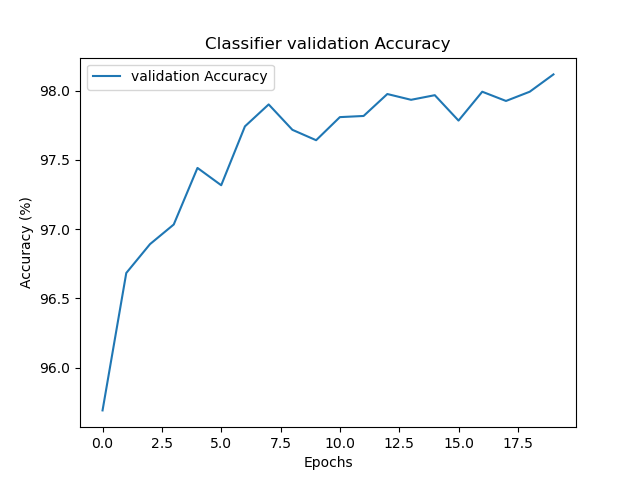 Classifier validation Accuracy
validation Accuracy
98.0
97.5
97.0
96.5
96.0
Accuracy (%)
0.0 2.5 5.0 7.5 10.0 12.5 15.0 17.5
Epochs